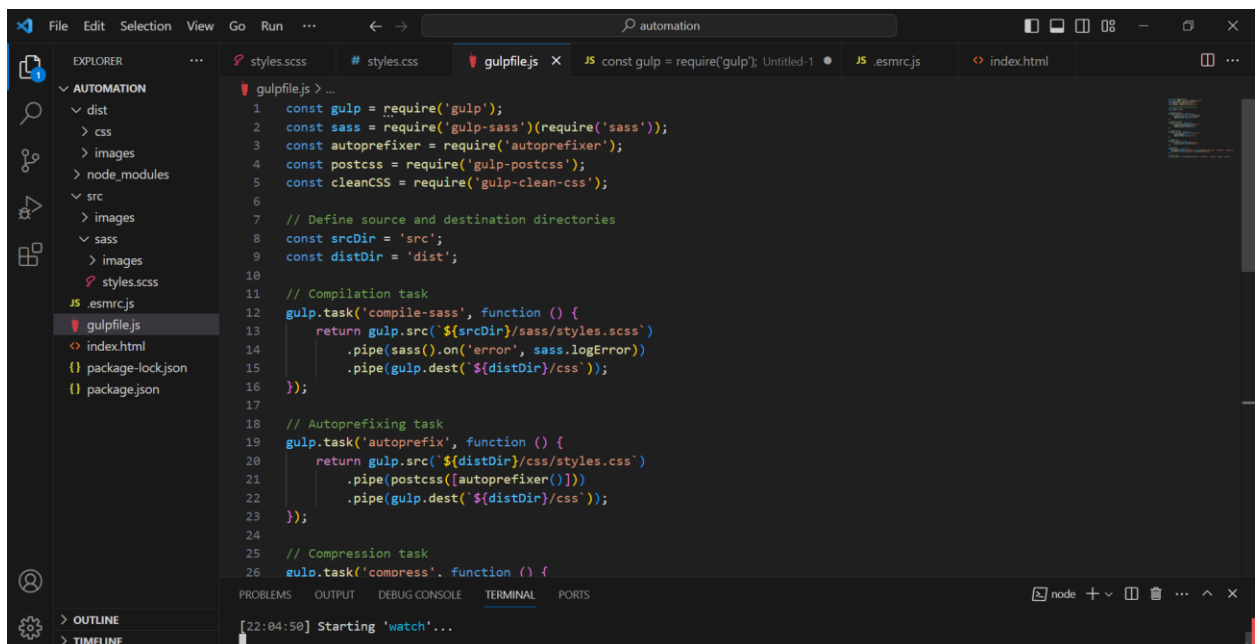 File Edit Selection View Go Run ··· ← → automation
EXPLORER ···
AUTOMATION
dist
css
images
node_modules
src
images
sass
images
styles.scss
JS .esmrc.js
gulpfile.js
index.html
{} package-lock.json
{} package.json
OUTLINE
TIMELINE
1
styles.scss # styles.css gulpfile.js JS const gulp = require('gulp'); Untitled-1 JS .esmrc.js index.html
gulpfile.js > ...
1 const gulp = require('gulp');
2 const sass = require('gulp-sass')(require('sass'));
3 const autoprefixer = require('autoprefixer');
4 const postcss = require('gulp-postcss');
5 const cleanCSS = require('gulp-clean-css');
6
7 // Define source and destination directories
8 const srcDir = 'src';
9 const distDir = 'dist';
10
11 // Compilation task
12 gulp.task('compile-sass', function () {
13 return gulp.src(`${srcDir}/sass/styles.scss`)
14 .pipe(sass().on('error', sass.logError))
15 .pipe(gulp.dest(`${distDir}/css`));
16 });
17
18 // Autoprefixing task
19 gulp.task('autoprefix', function () {
20 return gulp.src(`${distDir}/css/styles.css`)
21 .pipe(postcss([autoprefixer()]))
22 .pipe(gulp.dest(`${distDir}/css`));
23 });
24
25 // Compression task
26 gulp.task('compress', function () {
PROBLEMS OUTPUT DEBUG CONSOLE TERMINAL PORTS node
[22:04:50] Starting 'watch'...